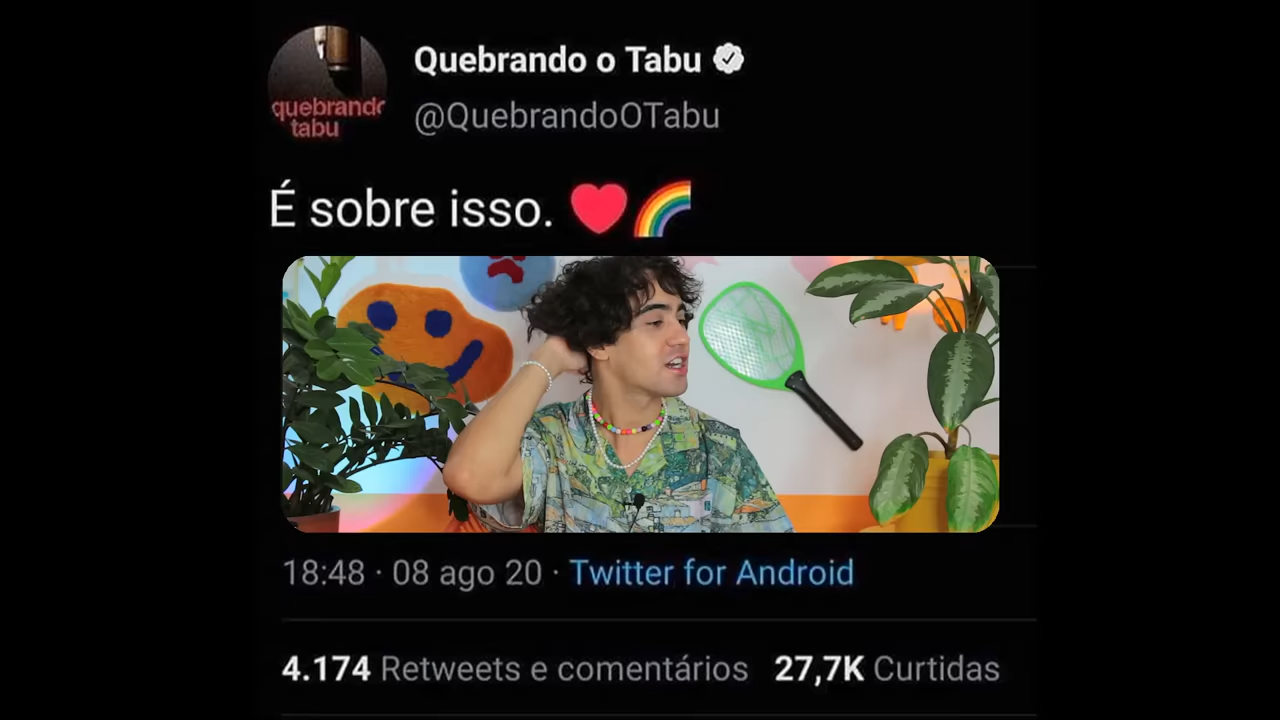 quebrando
tabu
Quebrando o Tabu
@QuebrandoOTabu
É sobre isso. ❤️🌈
18:48 · 08 ago 20 · Twitter for Android
4.174 Retweets e comentários 27,7K Curtidas